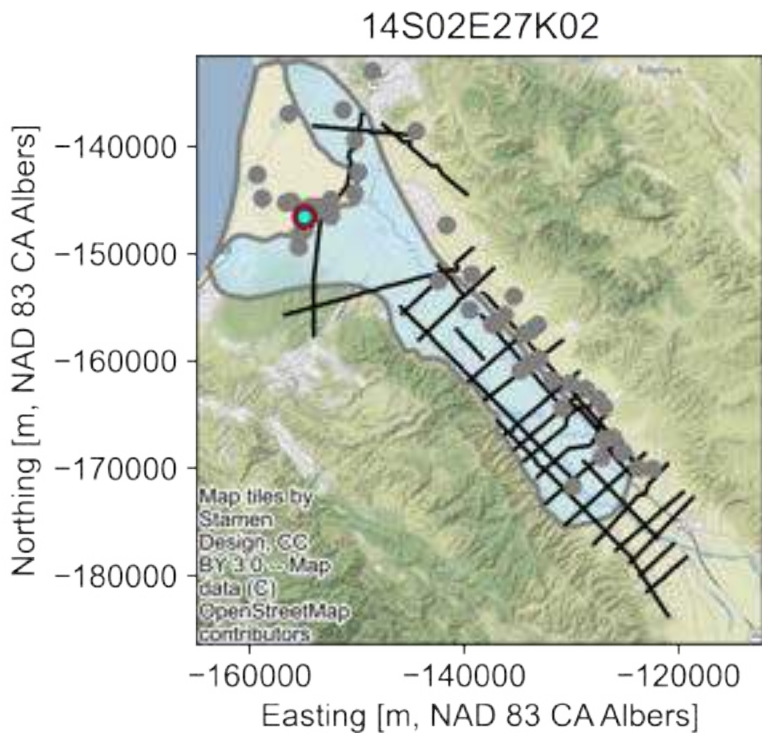 14S02E27K02
Northing [m, NAD 83 CA Albers]
−140000
−150000
−160000
−170000
−180000
Map tiles by
Stamen
Design, CC
BY 3.0 -- Map
data (C)
OpenStreetMap
contributors
−160000
−140000
−120000
Easting [m, NAD 83 CA Albers]